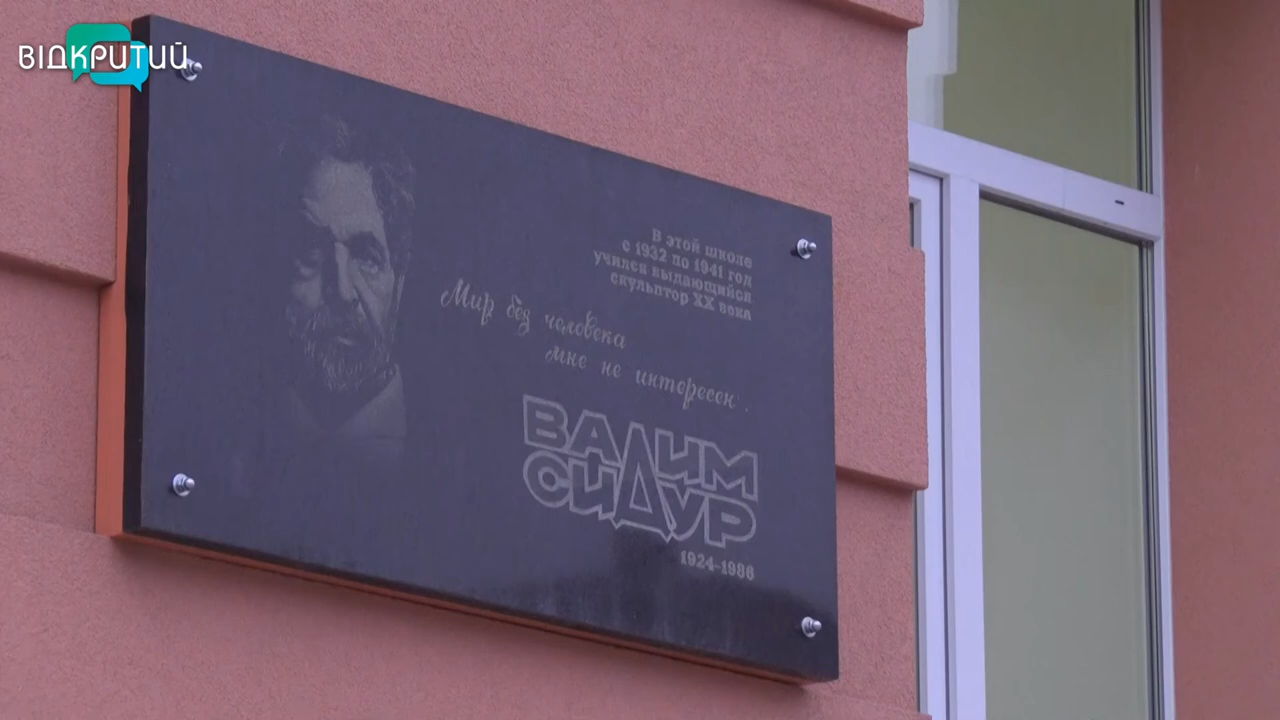 ВІДКРИТИЙ
В этой школе
с 1932 по 1941 год
учился выдающийся
скульптор XX века
Мир без человека
мне не интересен.
ВАДИМ
СИДУР
1924-1986